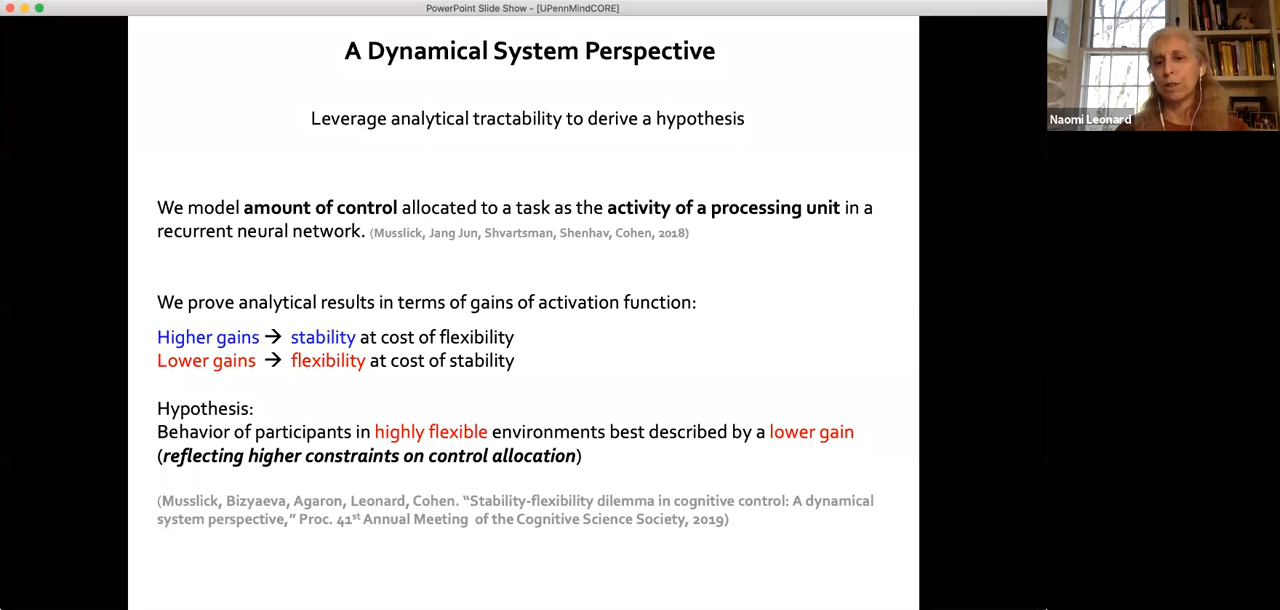 PowerPoint Slide Show - [UPennMindCORE]
A Dynamical System Perspective
Leverage analytical tractability to derive a hypothesis
We model amount of control allocated to a task as the activity of a processing unit in a
recurrent neural network. (Musslick, Jang Jun, Shvartsman, Shenhav, Cohen, 2018)
We prove analytical results in terms of gains of activation function:
Higher gains → stability at cost of flexibility
Lower gains → flexibility at cost of stability
Hypothesis:
Behavior of participants in highly flexible environments best described by a lower gain
(reflecting higher constraints on control allocation)
(Musslick, Bizyaeva, Agaron, Leonard, Cohen. “Stability-flexibility dilemma in cognitive control: A dynamical
system perspective,” Proc. 41st Annual Meeting of the Cognitive Science Society, 2019)
Naomi Leonard